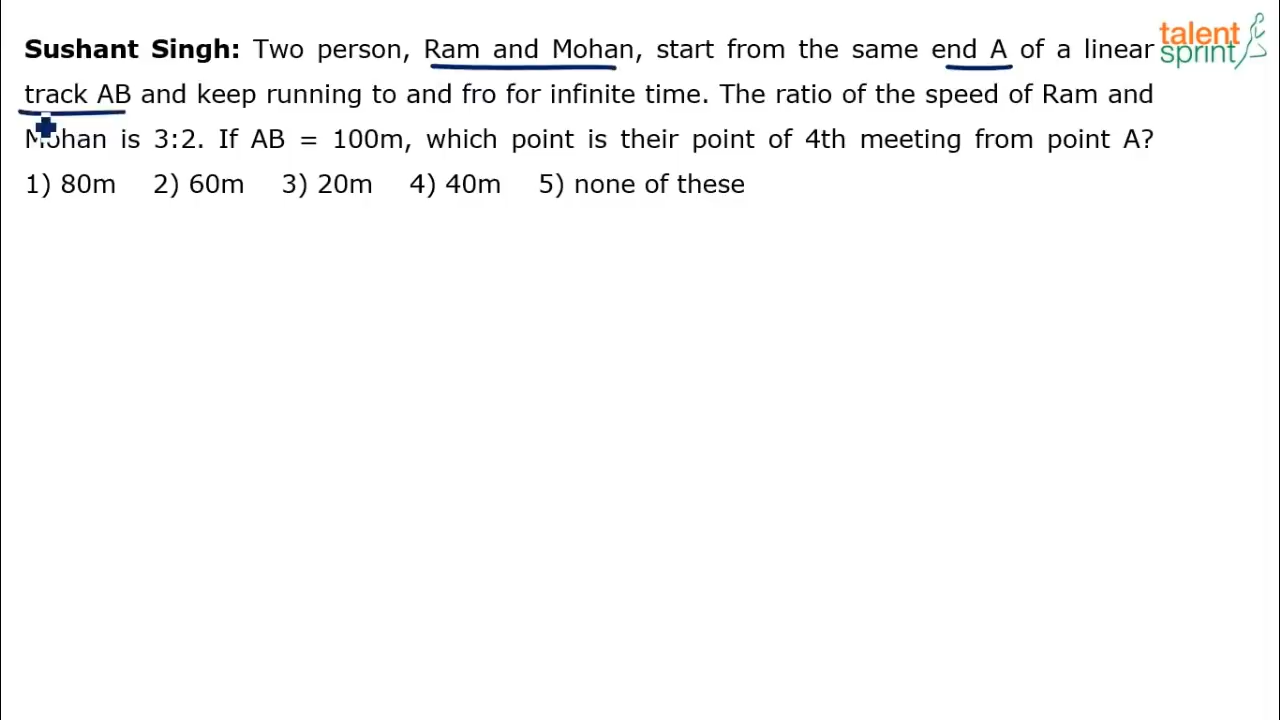 talent
sprint
Sushant Singh: Two person, Ram and Mohan, start from the same end A of a linear
track AB and keep running to and fro for infinite time. The ratio of the speed of Ram and
Mohan is 3:2. If AB = 100m, which point is their point of 4th meeting from point A?
1) 80m 2) 60m 3) 20m 4) 40m 5) none of these